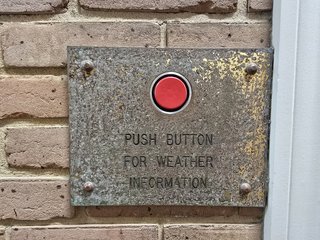 PUSH BUTTON
FOR WEATHER
INFORMATION